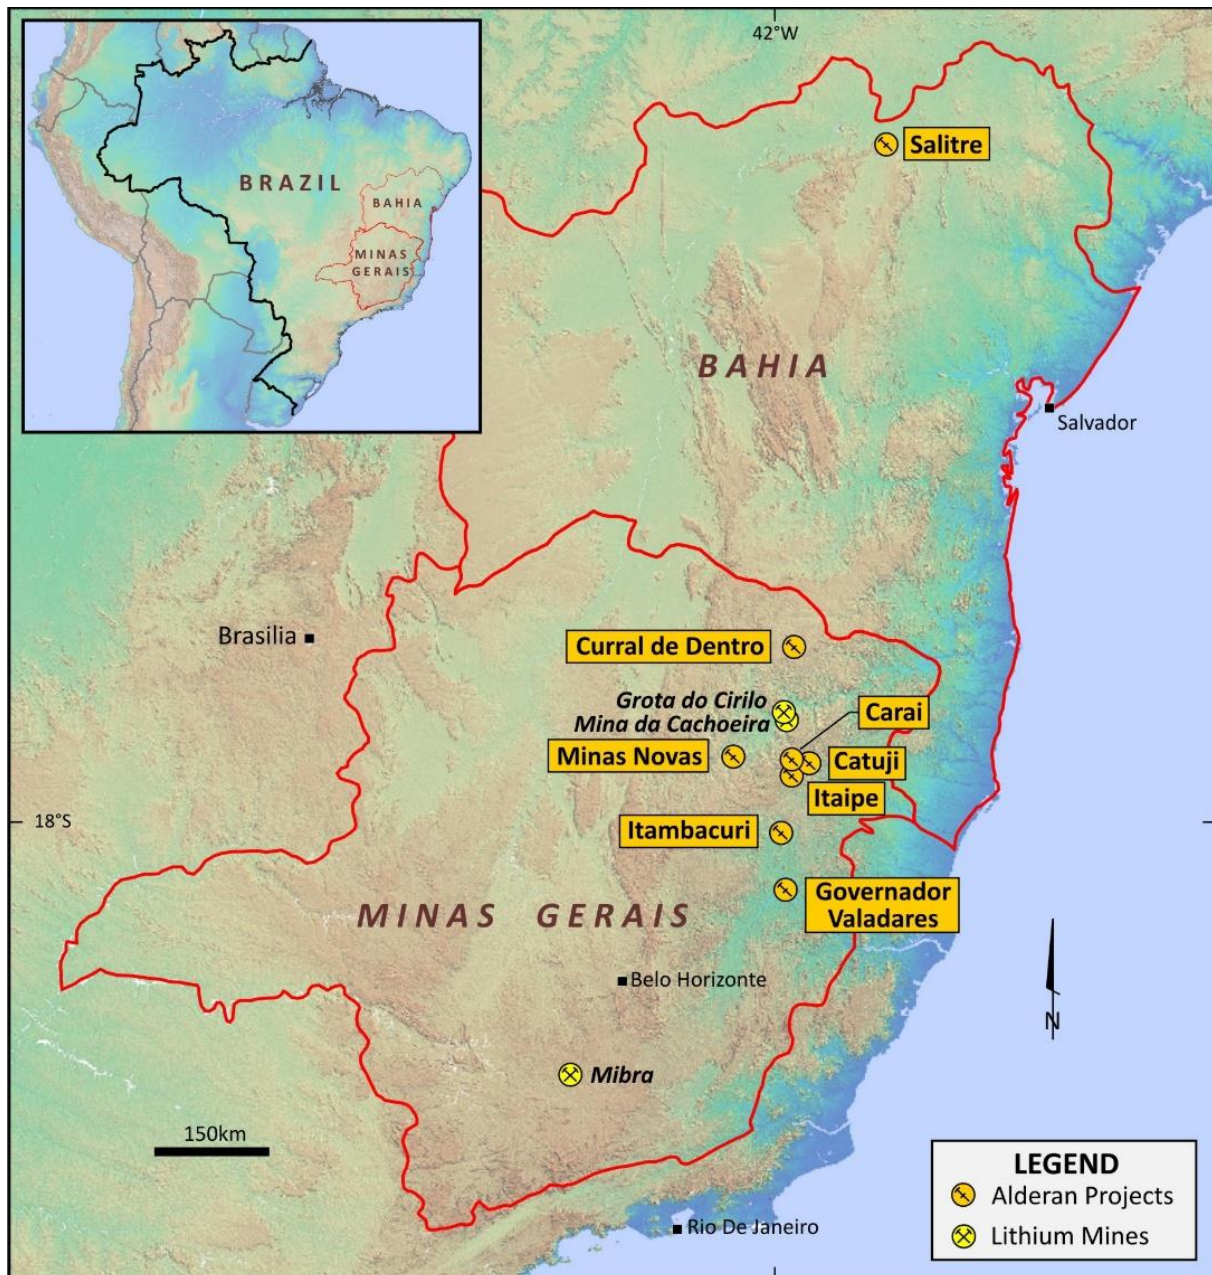 42°W
BRAZIL
BAHIA
MINAS
GERAIS
Salitre
BAHIA
Salvador
Brasilia
Curral de Dentro
Grota do Cirilo
Mina da Cachoeira
Carai
Minas Novas
Catuji
Itaipe
18°S
Itambacuri
Governador
Valadares
MINAS GERAIS
Belo Horizonte
N
Mibra
150km
Rio De Janeiro
LEGEND
Alderan Projects
Lithium Mines